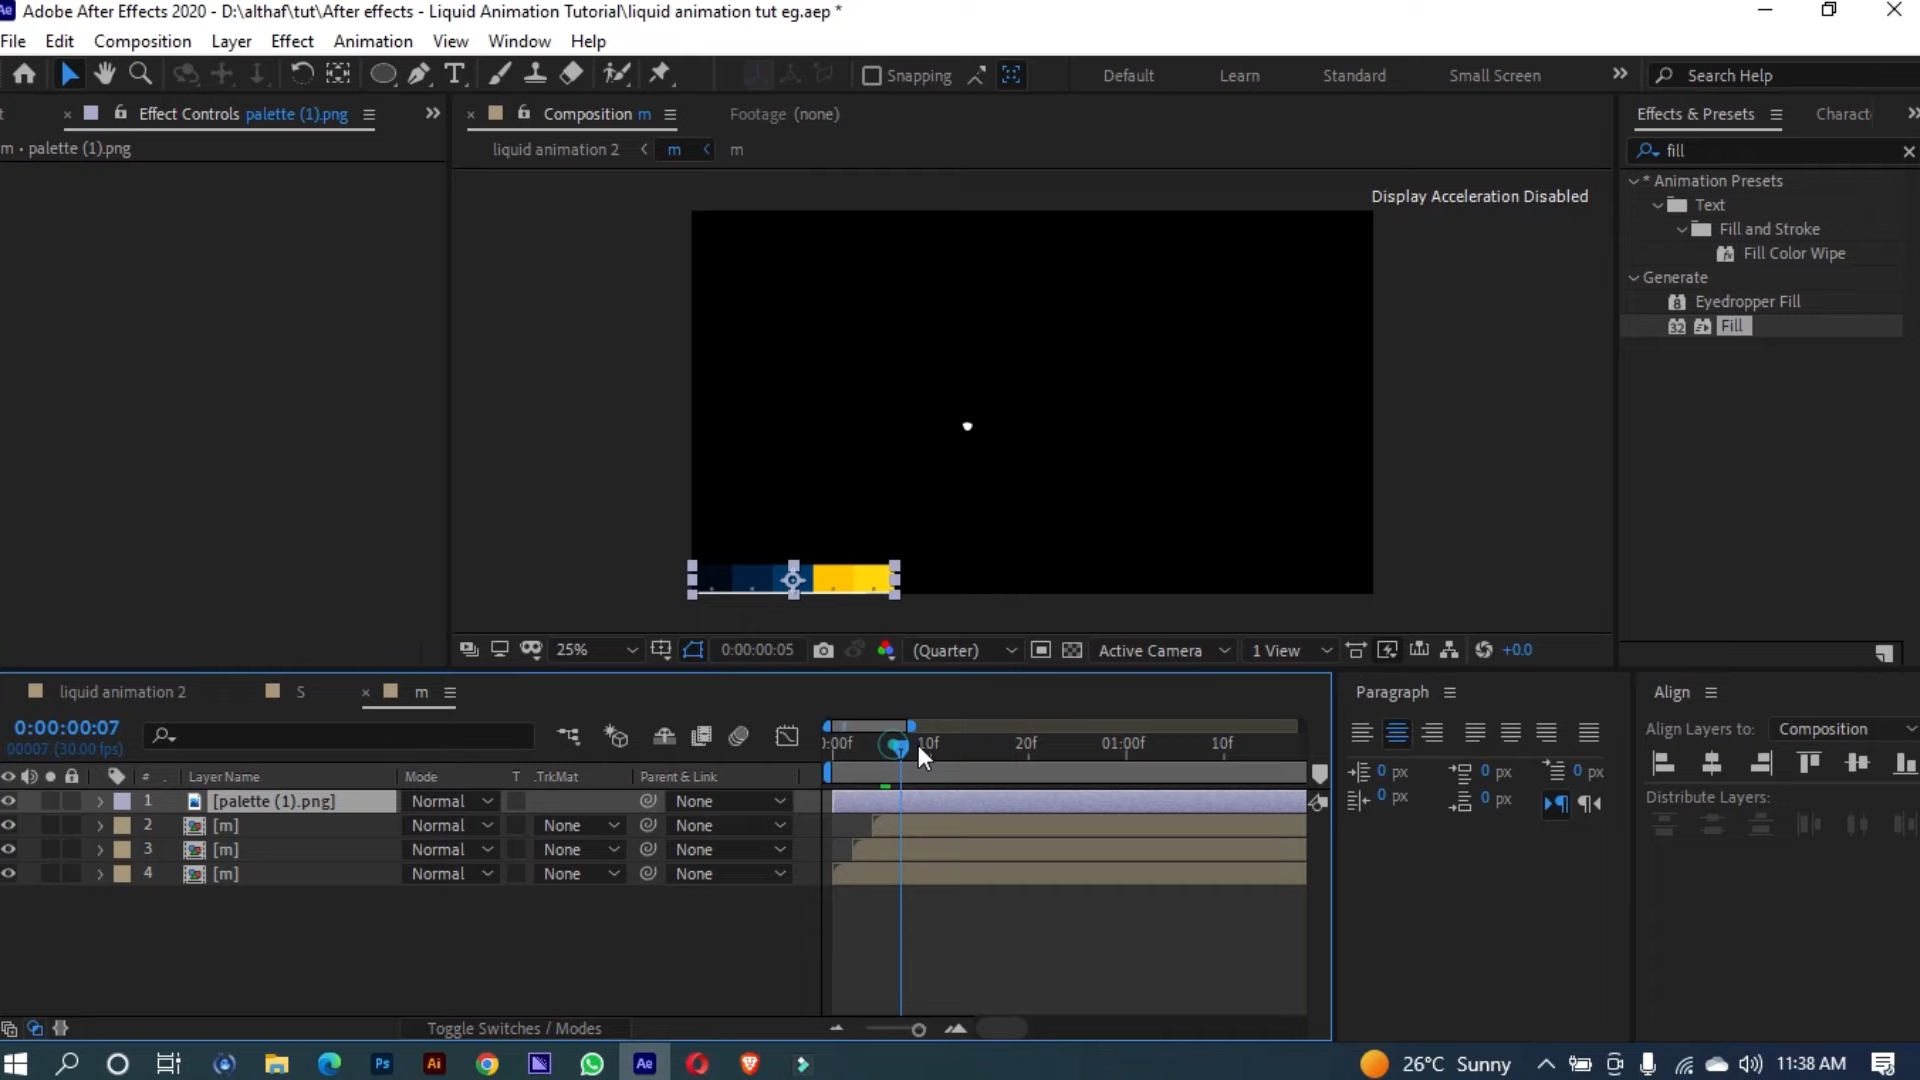 Adobe After Effects 2020 - D:\althaf\tut\After effects - Liquid Animation Tutorial\liquid animation tut eg.aep *
File Edit Composition Layer Effect Animation View Window Help
Snapping Default Learn Standard Small Screen Search Help
Effect Controls palette (1).png
Composition m
Footage (none)
Effects & Presets
Charact
m • palette (1).png
liquid animation 2 m m
fill
Display Acceleration Disabled
* Animation Presets
Text
Fill and Stroke
Fill Color Wipe
Generate
Eyedropper Fill
Fill
25% 0:00:00:05 (Quarter) Active Camera 1 View +0.0
liquid animation 2 S m
Paragraph
Align
0:00:00:07
00007 (30.00 fps)
:00f 10f 20f 01:00f 10f
Align Layers to: Composition
# Layer Name Mode T .TrkMat Parent & Link
0 px 0 px 0 px
0 px 0 px
Distribute Layers:
1 [palette (1).png] Normal None
2 [m] Normal None None
3 [m] Normal None None
4 [m] Normal None None
Toggle Switches / Modes
Ps Ai Ae
26°C Sunny 11:38 AM